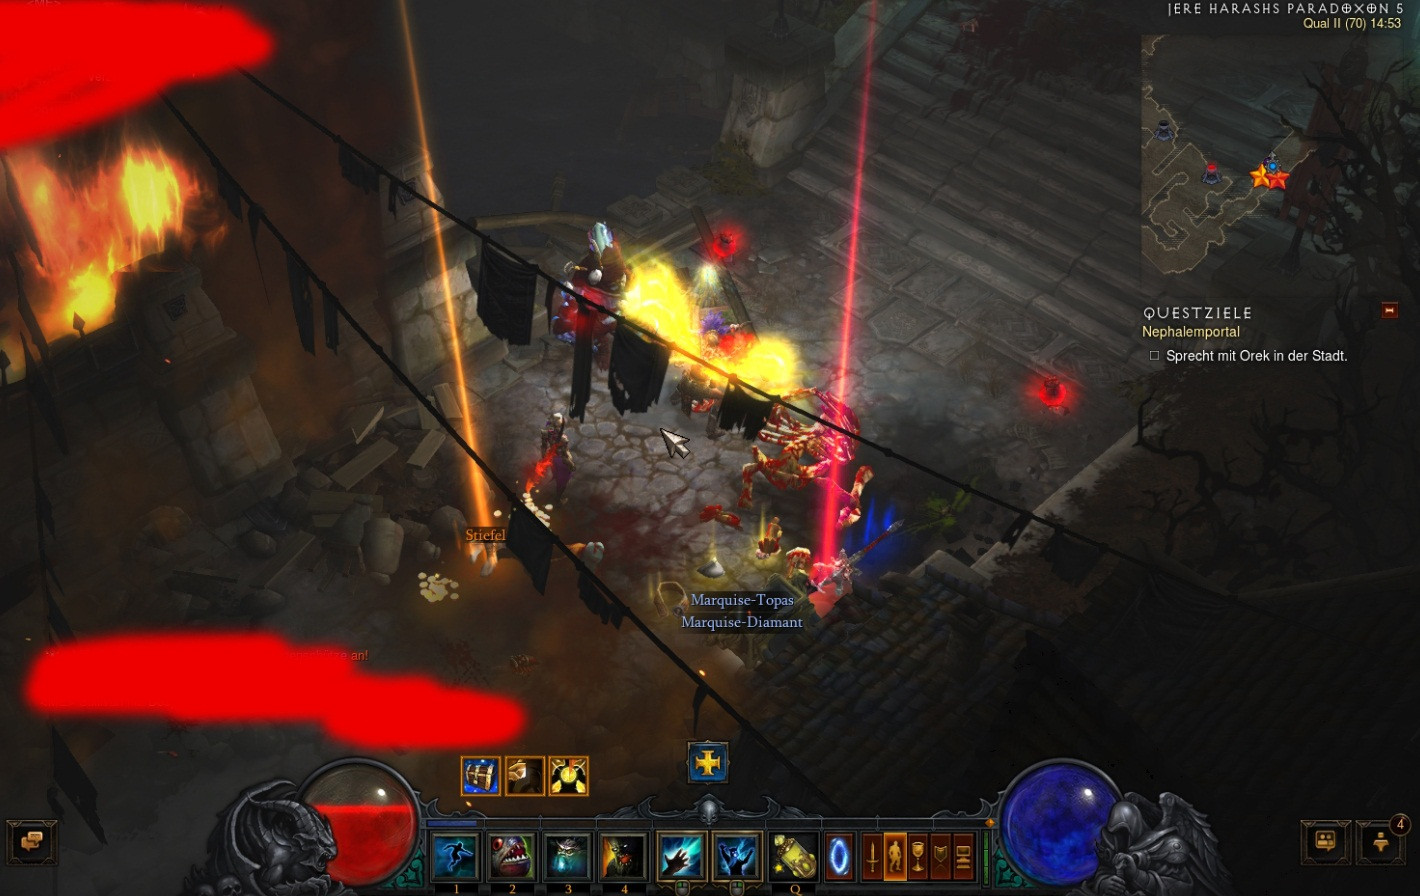 JERE HARASHS PARADOXON 5
Qual II (70) 14:53
QUESTZIELE
Nephalemportal
Sprecht mit Orek in der Stadt.
Stiefel
Marquise-Topas
Marquise-Diamant
an!
4
1 2 3 4 Q